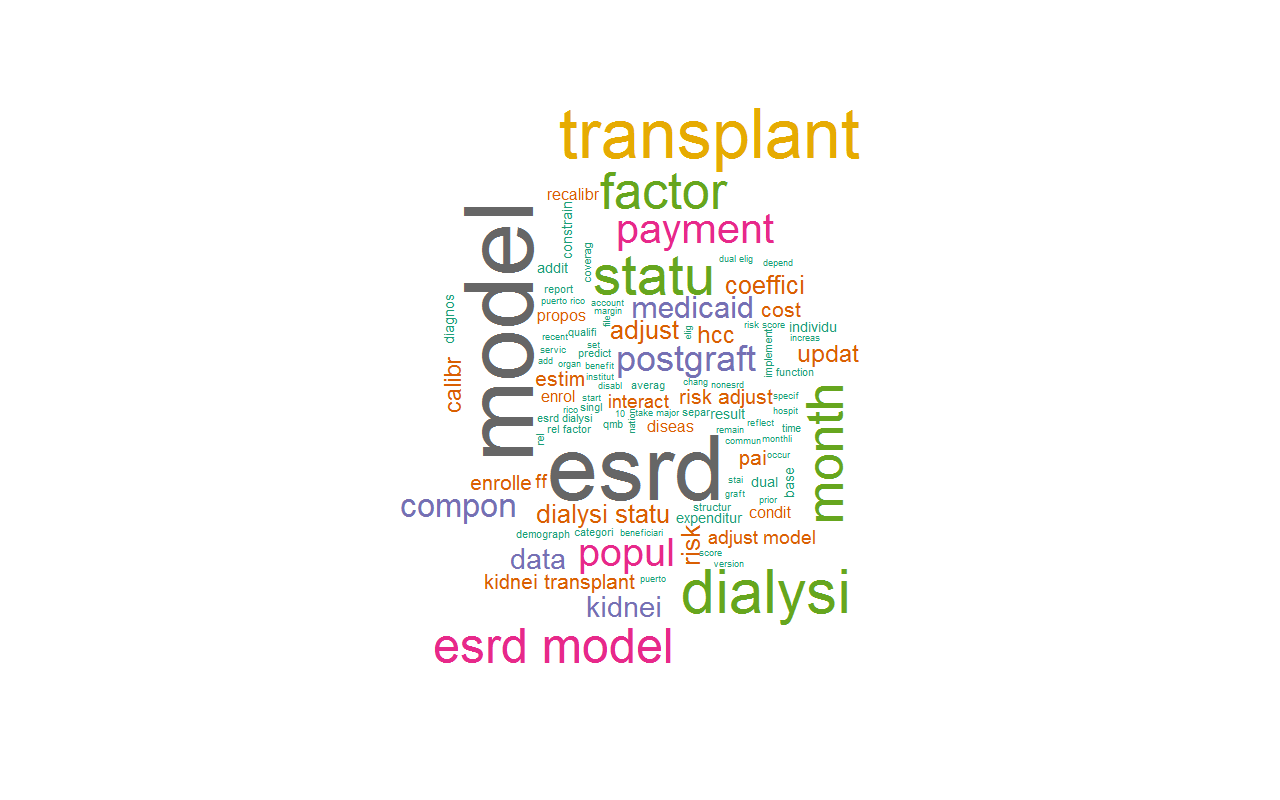 transplant
factor
recalibr
constrain
payment
model
statu
coverag
addit
dual elig
depend
coeffici
report
puerto rico
account
margin
medicaid
cost
diagnos
propos
file
adjust
elig
hcc
risk score
individu
increas
recent
qualifi
set
servic
predict
postgraft
implement
updat
add
organ
benefit
function
calibr
estim
institut
disabl
averag
chang
nonesrd
enrol
start
interact
risk adjust
specif
rico
singl
10
take major
separ
result
hospit
month
esrd dialysi
nation
qmb
diseas
reflect
time
rel
rel factor
remain
commun
monthli
esrd
pai
occur
enrolle
ff
stai
dual
base
graft
prior
compon
dialysi statu
structur
expenditur
condit
demograph
categori
beneficiari
risk
adjust model
data
popul
score
version
kidnei transplant
puerto
dialysi
kidnei
esrd model